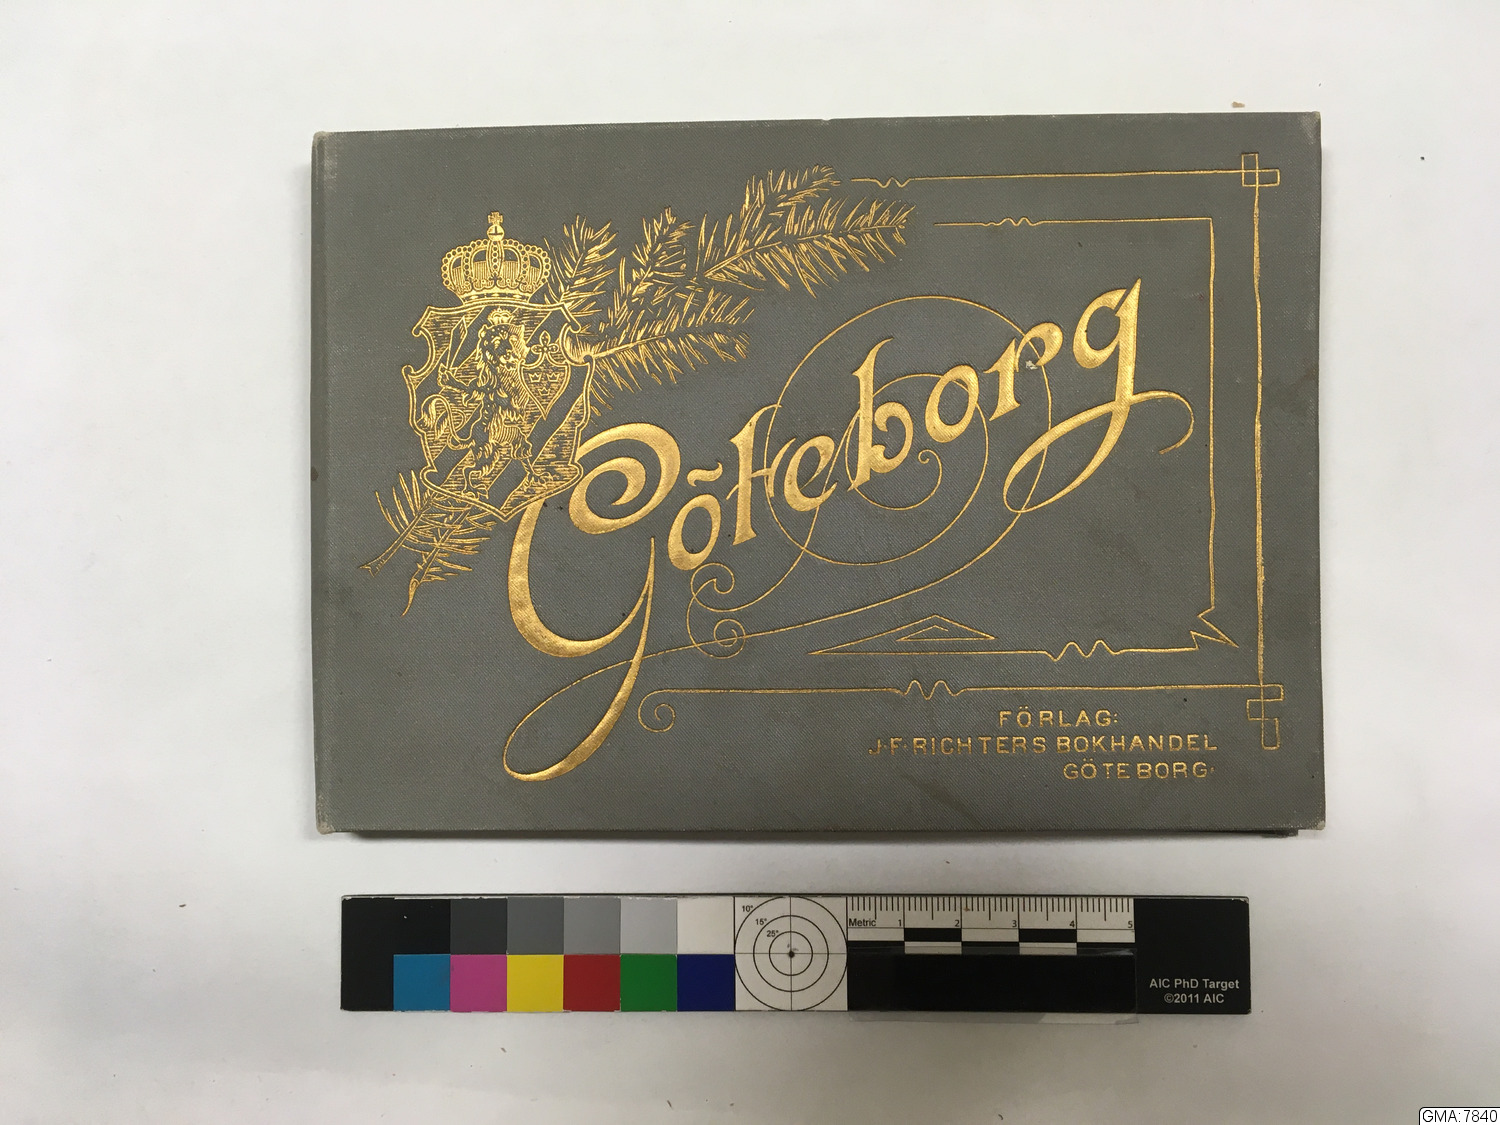 Göteborg
FÖRLAG:
J·F·RICHTERS BOKHANDEL
GÖTEBORG·
10°
15°
25°
Metric 1 2 3 4 5
AIC PhD Target
©2011 AIC
GMA:7840